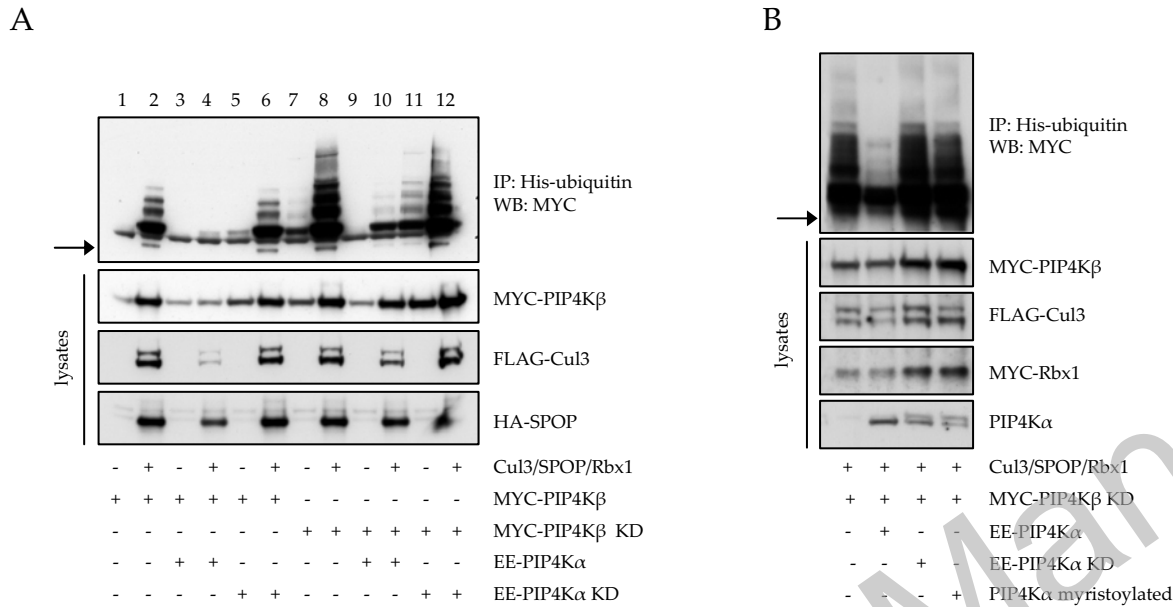 A
B
1 2 3 4 5 6 7 8 9 10 11 12
IP: His-ubiquitin
WB: MYC
MYC-PIP4Kβ
FLAG-Cul3
HA-SPOP
lysates
- + - + - + - + - + - + Cul3/SPOP/Rbx1
+ + + + + + - - - - - - MYC-PIP4Kβ
- - - - - - + + + + + + MYC-PIP4Kβ KD
- - + + - - - - + + - - EE-PIP4Kα
- - - - + + - - - - + + EE-PIP4Kα KD
IP: His-ubiquitin
WB: MYC
MYC-PIP4Kβ
FLAG-Cul3
MYC-Rbx1
PIP4Kα
lysates
+ + + + Cul3/SPOP/Rbx1
+ + + + MYC-PIP4Kβ KD
- + - - EE-PIP4Kα
- - + - EE-PIP4Kα KD
- - - + PIP4Kα myristoylated
Man